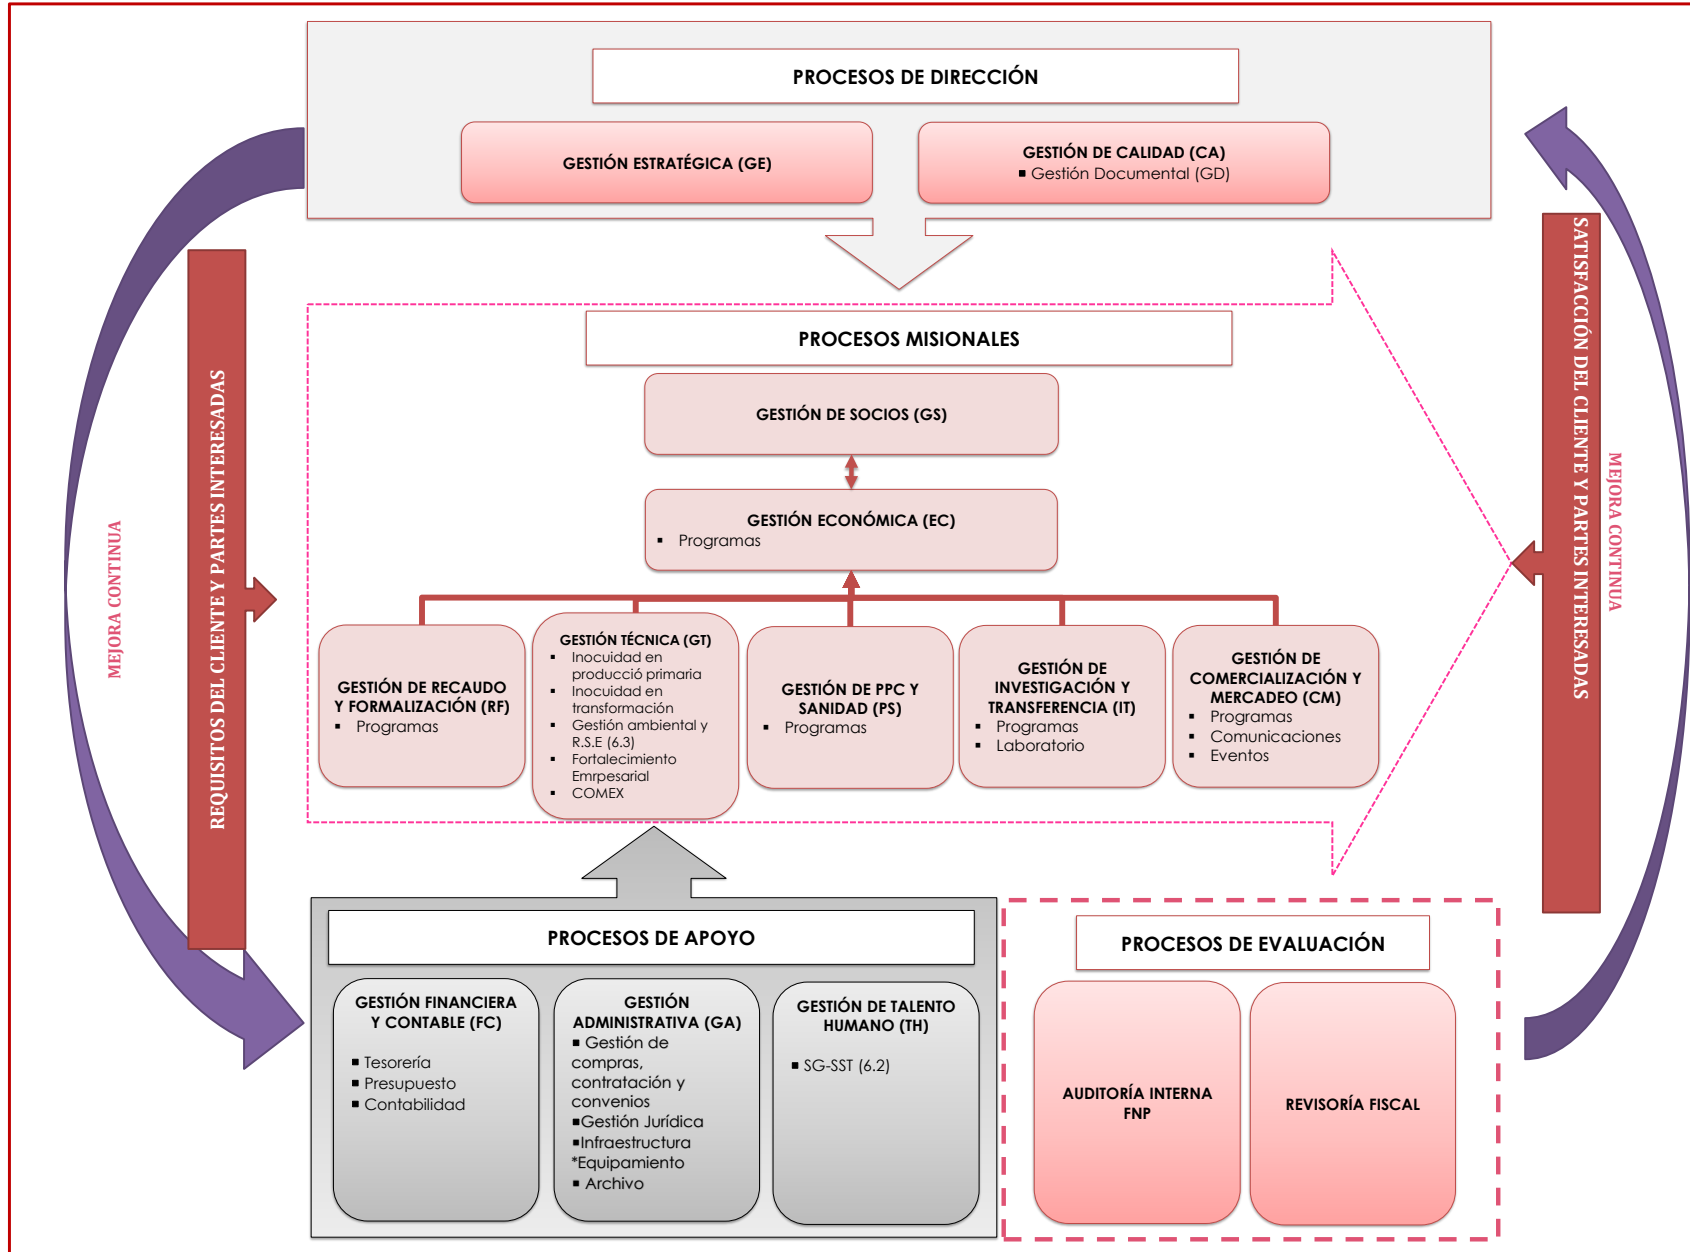 PROCESOS DE DIRECCIÓN
GESTIÓN ESTRATÉGICA (GE)
GESTIÓN DE CALIDAD (CA)
▪ Gestión Documental (GD)
MEJORA CONTINUA
REQUISITOS DEL CLIENTE Y PARTES INTERESADAS
PROCESOS MISIONALES
GESTIÓN DE SOCIOS (GS)
GESTIÓN ECONÓMICA (EC)
▪ Programas
GESTIÓN DE RECAUDO
Y FORMALIZACIÓN (RF)
▪ Programas
GESTIÓN TÉCNICA (GT)
▪ Inocuidad en
producció primaria
▪ Inocuidad en
transformación
▪ Gestión ambiental y
R.S.E (6.3)
▪ Fortalecimiento
Emrpesarial
▪ COMEX
GESTIÓN DE PPC Y
SANIDAD (PS)
▪ Programas
GESTIÓN DE
INVESTIGACIÓN Y
TRANSFERENCIA (IT)
▪ Programas
▪ Laboratorio
GESTIÓN DE
COMERCIALIZACIÓN Y
MERCADEO (CM)
▪ Programas
▪ Comunicaciones
▪ Eventos
SATISFACCIÓN DEL CLIENTE Y PARTES INTERESADAS
MEJORA CONTINUA
PROCESOS DE APOYO
GESTIÓN FINANCIERA
Y CONTABLE (FC)
▪ Tesorería
▪ Presupuesto
▪ Contabilidad
GESTIÓN
ADMINISTRATIVA (GA)
▪ Gestión de
compras,
contratación y
convenios
▪Gestión Jurídica
▪Infraestructura
*Equipamiento
▪ Archivo
GESTIÓN DE TALENTO
HUMANO (TH)
▪ SG-SST (6.2)
PROCESOS DE EVALUACIÓN
AUDITORÍA INTERNA
FNP
REVISORÍA FISCAL